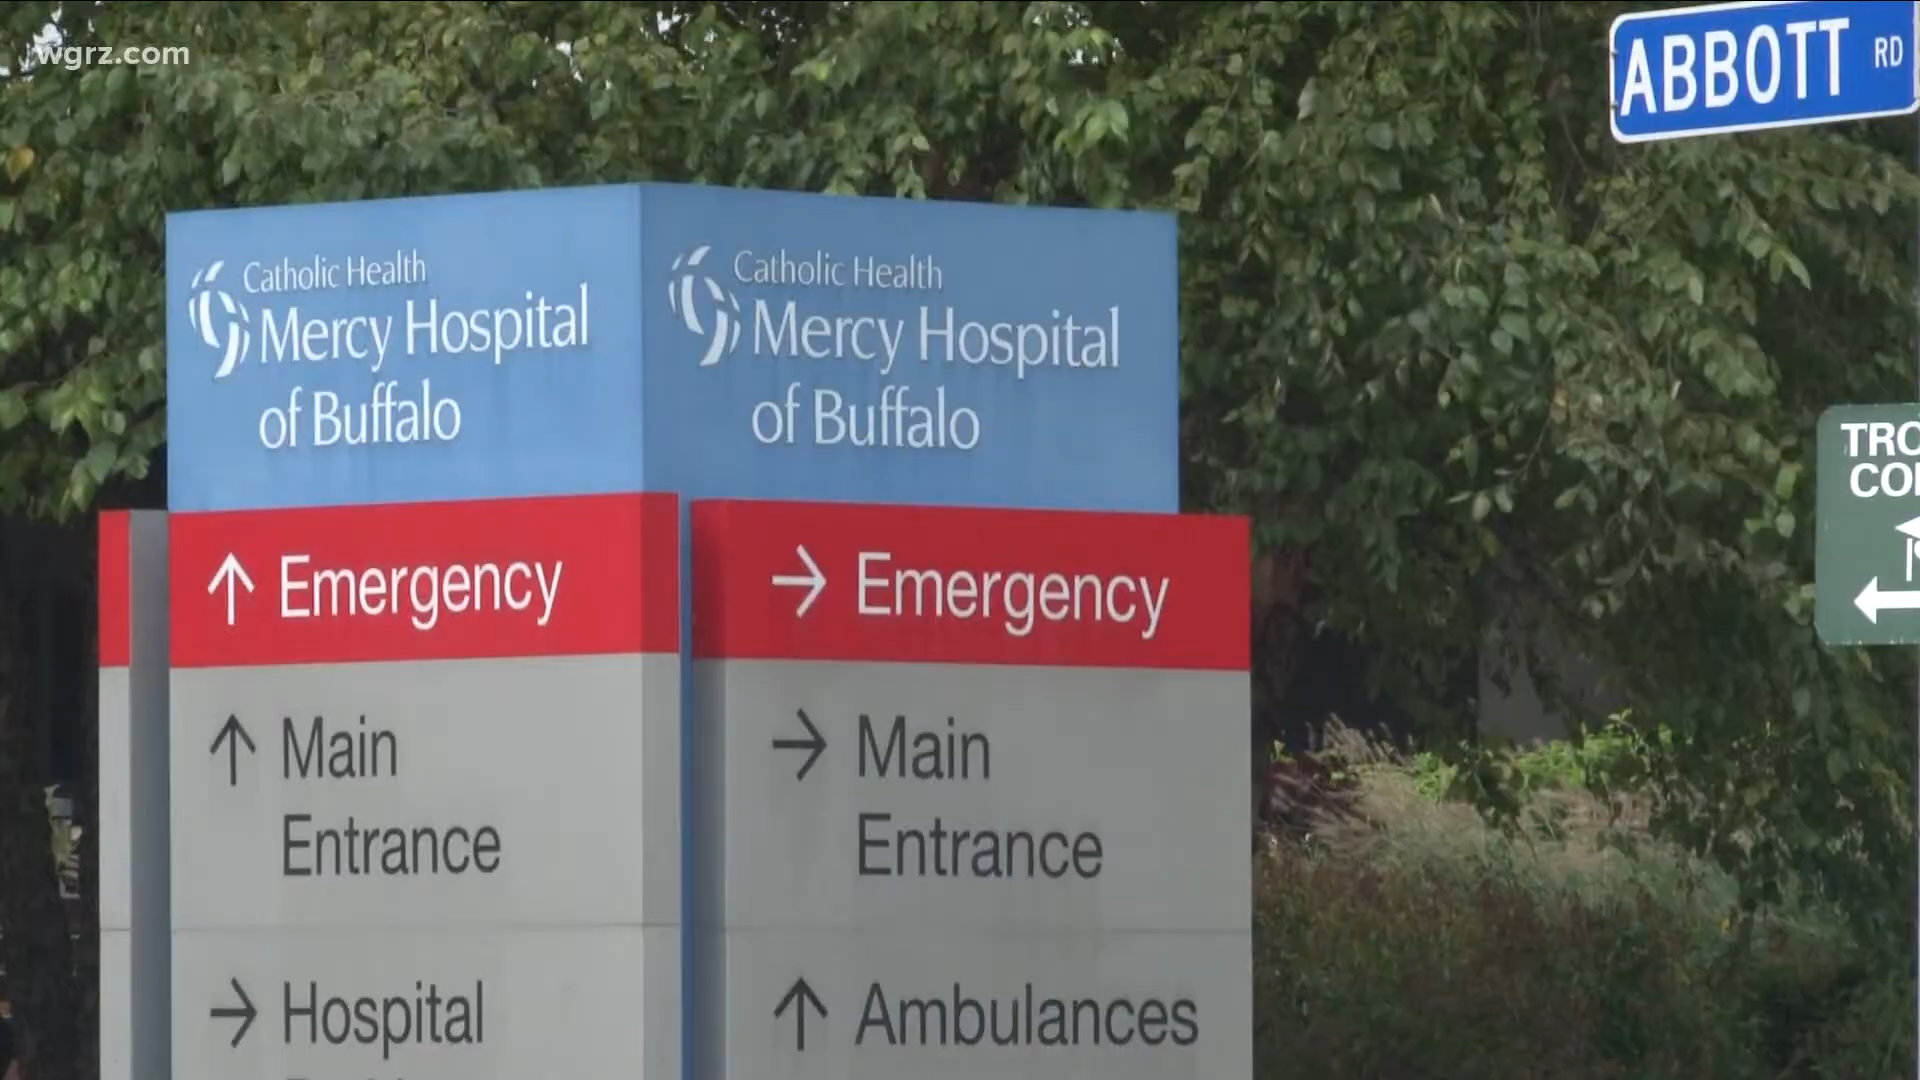 wgrz.com
ABBOTT RD
Catholic Health
Mercy Hospital
of Buffalo
Emergency
Main
Entrance
Hospital
Catholic Health
Mercy Hospital
of Buffalo
Emergency
Main
Entrance
Ambulances